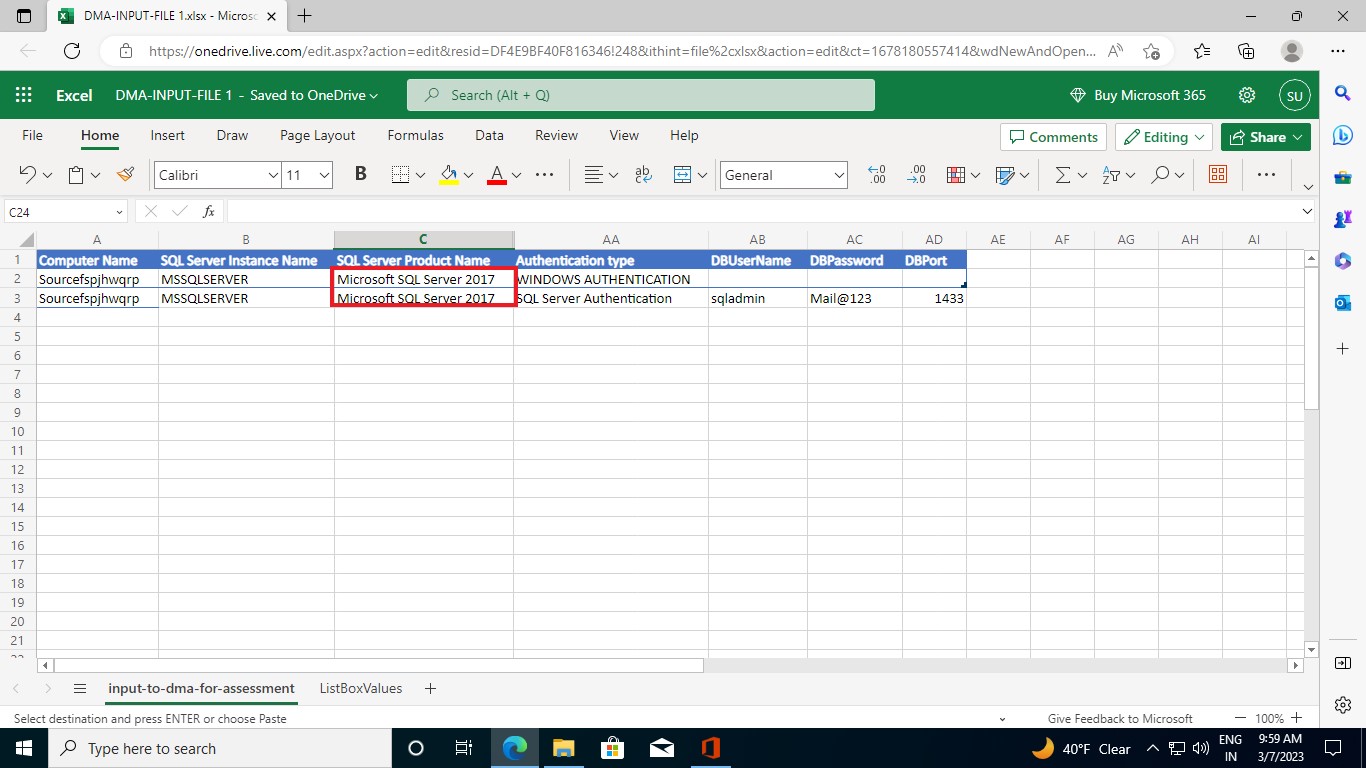 DMA-INPUT-FILE 1.xlsx - Microsc
https://onedrive.live.com/edit.aspx?action=edit&resid=DF4E9BF40F816346!248&ithint=file%2cxlsx&action=edit&ct=1678180557414&wdNewAndOpen...
Excel DMA-INPUT-FILE 1 - Saved to OneDrive Search (Alt + Q) Buy Microsoft 365 SU
File Home Insert Draw Page Layout Formulas Data Review View Help Comments Editing Share
Calibri 11 B A ab General .00 .00
C24 fx
A B C AA AB AC AD AE AF AG AH AI
1 Computer Name SQL Server Instance Name SQL Server Product Name Authentication type DBUserName DBPassword DBPort
2 Sourcefspjhwqrp MSSQLSERVER Microsoft SQL Server 2017 WINDOWS AUTHENTICATION
3 Sourcefspjhwqrp MSSQLSERVER Microsoft SQL Server 2017 SQL Server Authentication sqladmin Mail@123 1433
4
5
6
7
8
9
10
11
12
13
14
15
16
17
18
19
20
21
input-to-dma-for-assessment ListBoxValues
Select destination and press ENTER or choose Paste Give Feedback to Microsoft 100%
Type here to search 40°F Clear ENG 9:59 AM
IN 3/7/2023